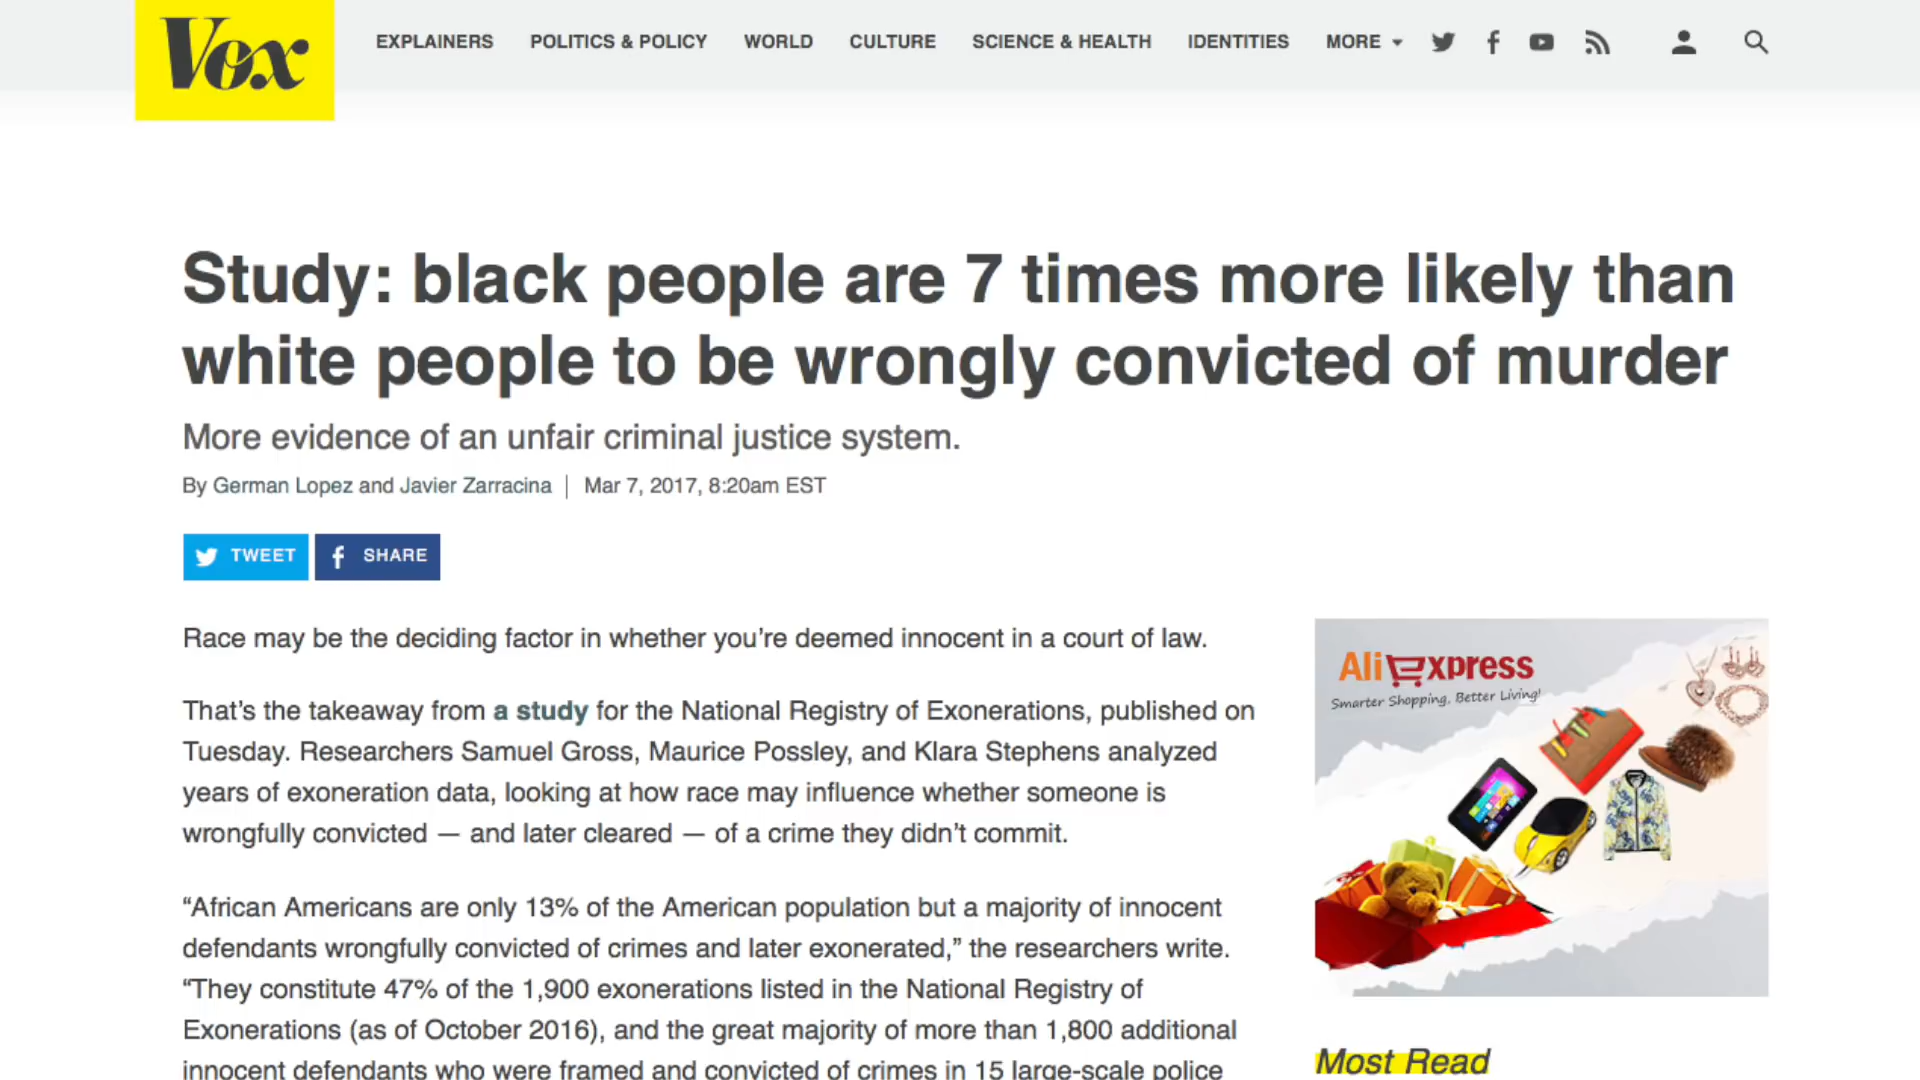 Vox
EXPLAINERS POLITICS & POLICY WORLD CULTURE SCIENCE & HEALTH IDENTITIES MORE
Study: black people are 7 times more likely than
white people to be wrongly convicted of murder
More evidence of an unfair criminal justice system.
By German Lopez and Javier Zarracina | Mar 7, 2017, 8:20am EST
TWEET SHARE
Race may be the deciding factor in whether you’re deemed innocent in a court of law.
That’s the takeaway from a study for the National Registry of Exonerations, published on
Tuesday. Researchers Samuel Gross, Maurice Possley, and Klara Stephens analyzed
years of exoneration data, looking at how race may influence whether someone is
wrongfully convicted — and later cleared — of a crime they didn’t commit.
“African Americans are only 13% of the American population but a majority of innocent
defendants wrongfully convicted of crimes and later exonerated,” the researchers write.
“They constitute 47% of the 1,900 exonerations listed in the National Registry of
Exonerations (as of October 2016), and the great majority of more than 1,800 additional
innocent defendants who were framed and convicted of crimes in 15 large-scale police
AliExpress
Smarter Shopping, Better Living!
Most Read